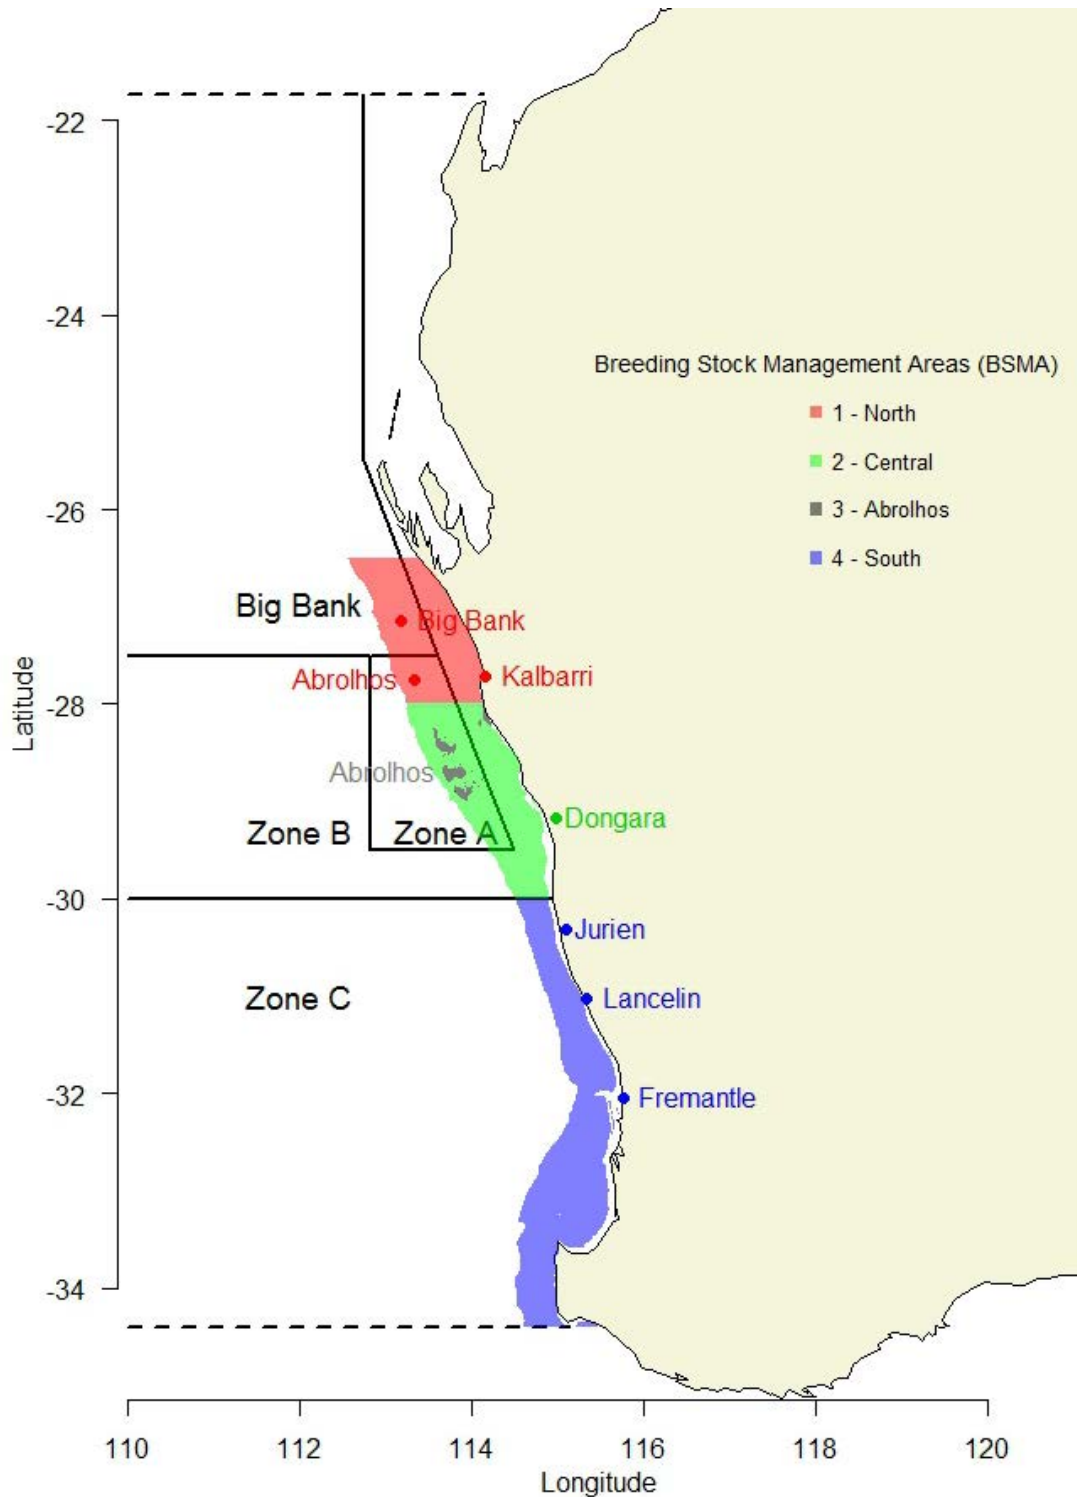 -22
-24
Breeding Stock Management Areas (BSMA)
1 - North
2 - Central
3 - Abrolhos
4 - South
-26
Big Bank
Big Bank
Abrolhos
Kalbarri
Latitude
-28
Abrolhos
Dongara
Zone B
Zone A
-30
Jurien
Zone C
Lancelin
-32
Fremantle
-34
110 112 114 116 118 120
Longitude